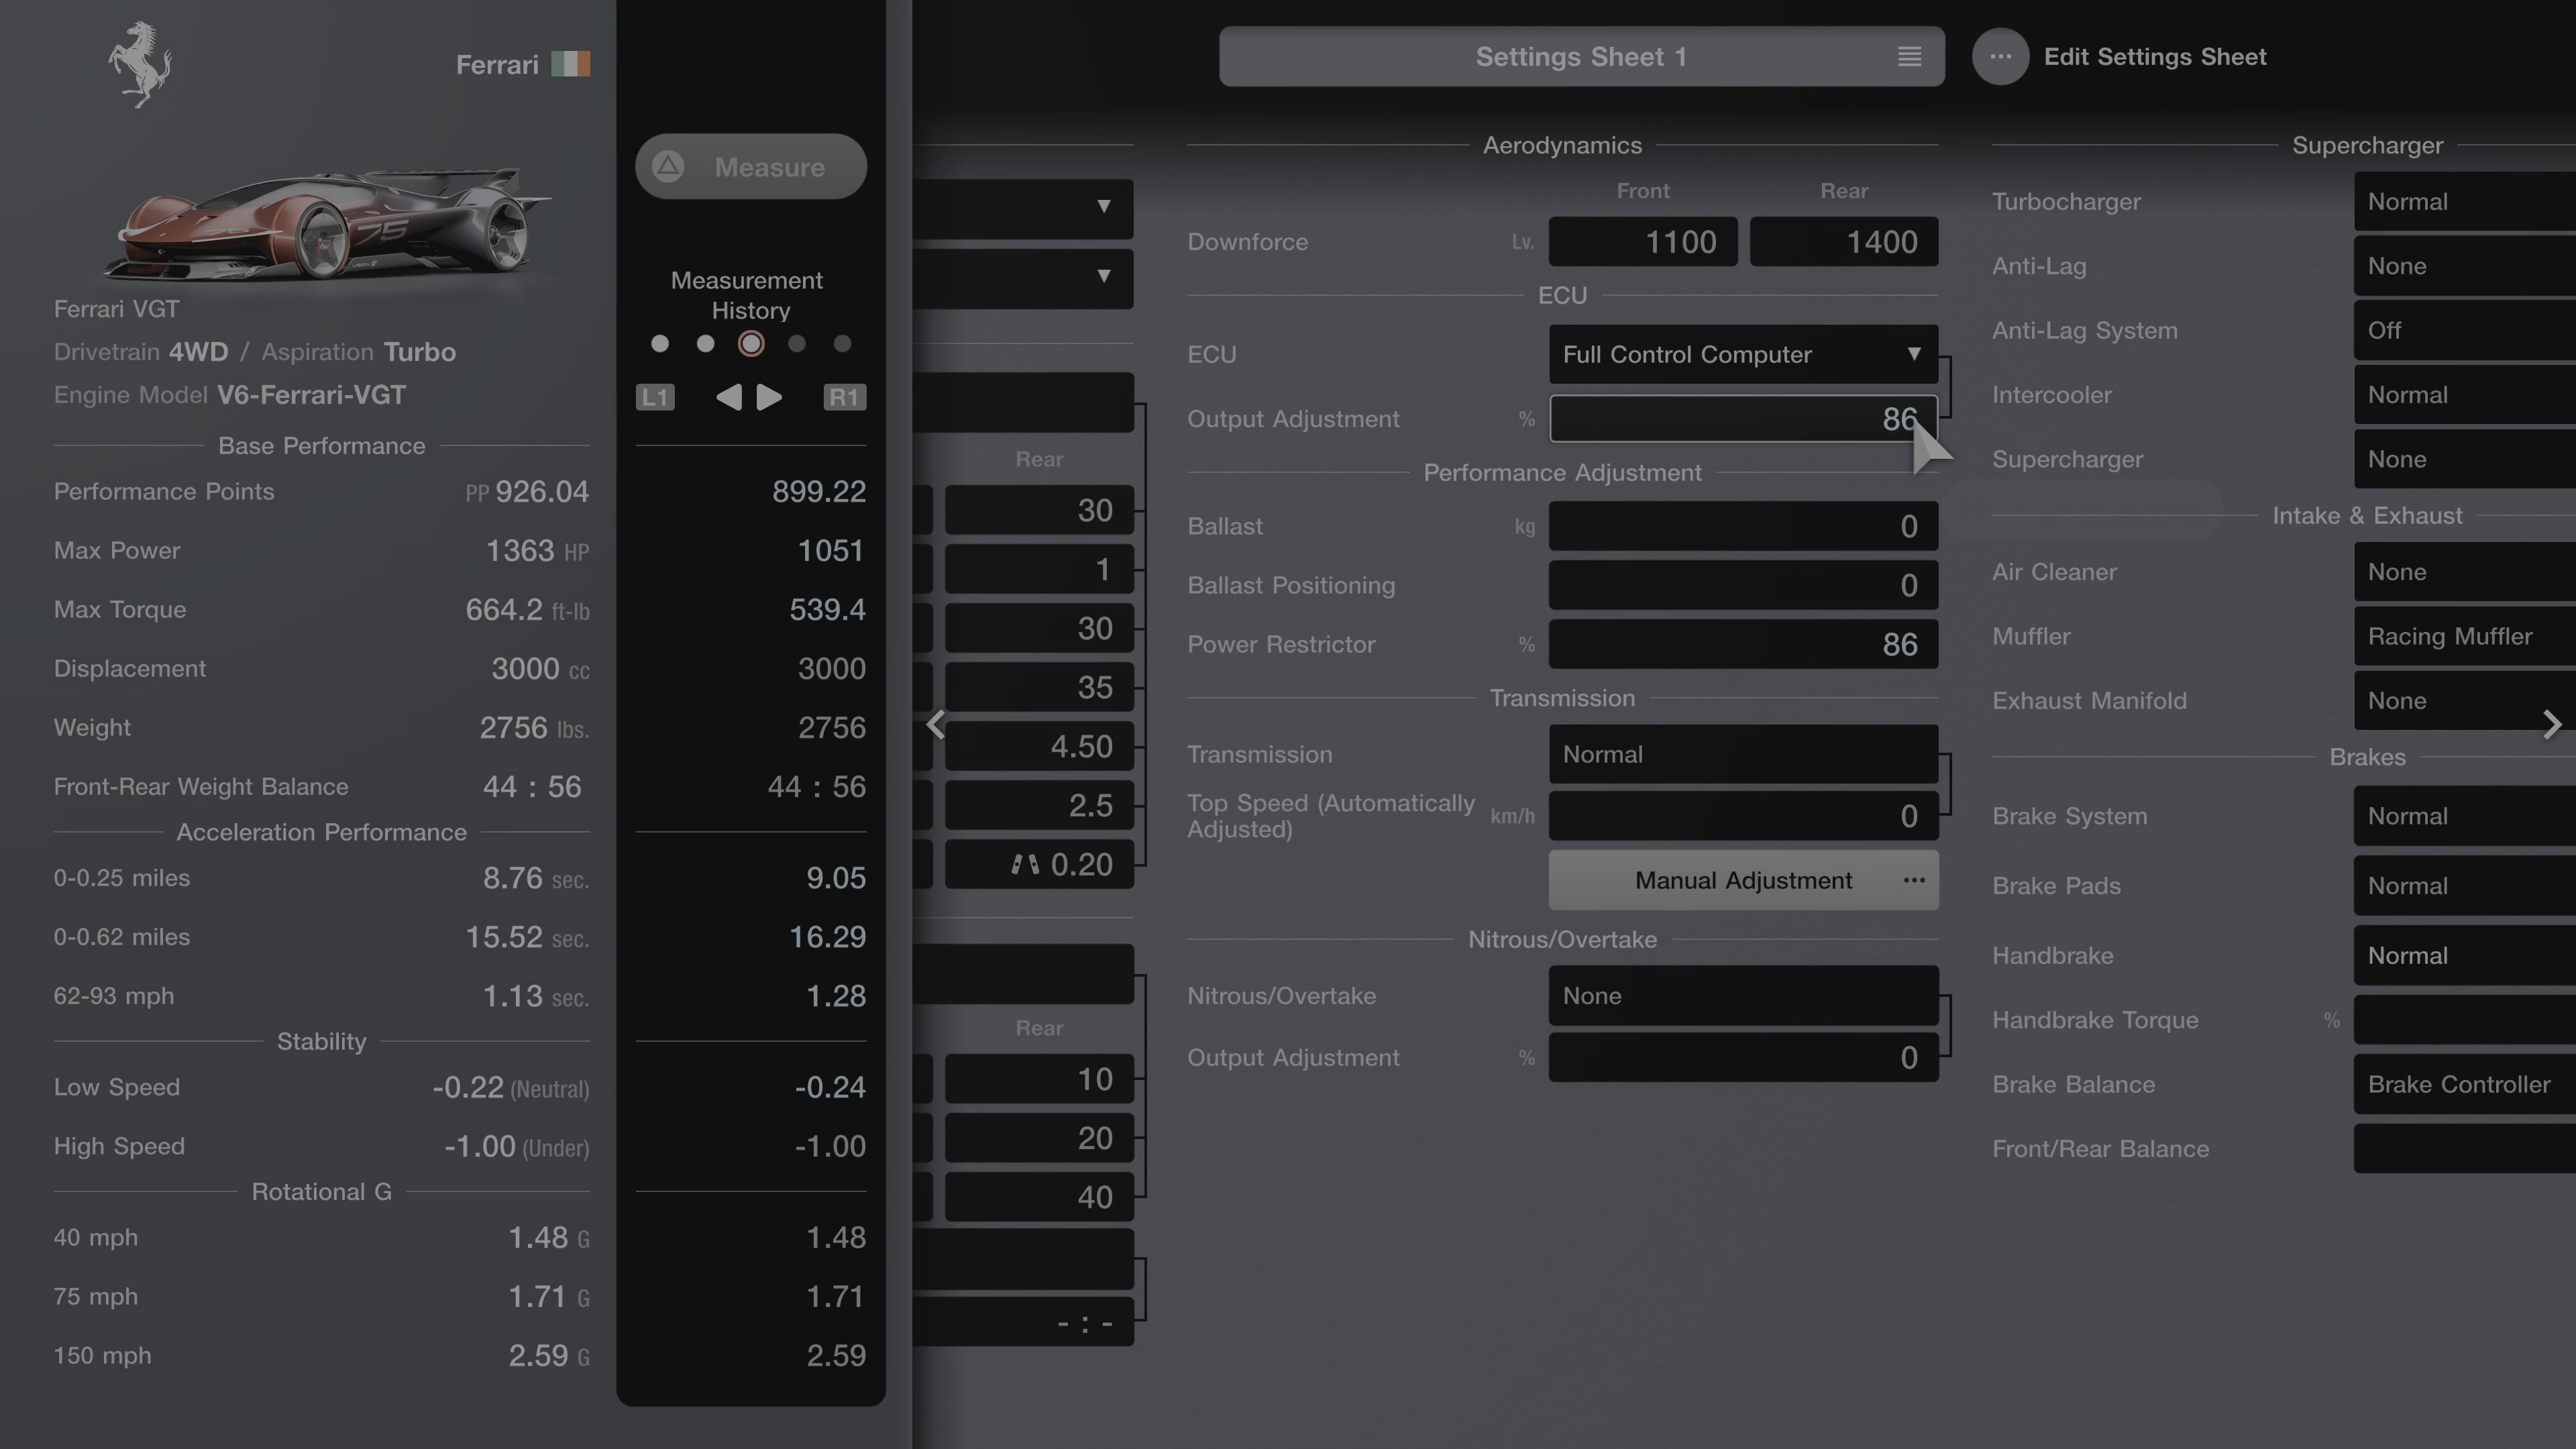 Ferrari
Ferrari VGT
Drivetrain 4WD / Aspiration Turbo
Engine Model V6-Ferrari-VGT
Base Performance
Performance Points PP 926.04
Max Power 1363 HP
Max Torque 664.2 ft-lb
Displacement 3000 cc
Weight 2756 lbs.
Front-Rear Weight Balance 44 : 56
Acceleration Performance
0-0.25 miles 8.76 sec.
0-0.62 miles 15.52 sec.
62-93 mph 1.13 sec.
Stability
Low Speed -0.22 (Neutral)
High Speed -1.00 (Under)
Rotational G
40 mph 1.48 G
75 mph 1.71 G
150 mph 2.59 G
Measure
Measurement
History
L1 R1
899.22
1051
539.4
3000
2756
44 : 56
9.05
16.29
1.28
-0.24
-1.00
1.48
1.71
2.59
Rear
30
1
30
35
4.50
2.5
0.20
Rear
10
20
40
- : -
Settings Sheet 1
Edit Settings Sheet
Aerodynamics
Front Rear
Downforce Lv. 1100 1400
ECU
ECU Full Control Computer
Output Adjustment % 86
Performance Adjustment
Ballast kg 0
Ballast Positioning 0
Power Restrictor % 86
Transmission
Transmission Normal
Top Speed (Automatically
Adjusted) km/h 0
Manual Adjustment
Nitrous/Overtake
Nitrous/Overtake None
Output Adjustment % 0
Supercharger
Turbocharger Normal
Anti-Lag None
Anti-Lag System Off
Intercooler Normal
Supercharger None
Intake & Exhaust
Air Cleaner None
Muffler Racing Muffler
Exhaust Manifold None
Brakes
Brake System Normal
Brake Pads Normal
Handbrake Normal
Handbrake Torque %
Brake Balance Brake Controller
Front/Rear Balance
75